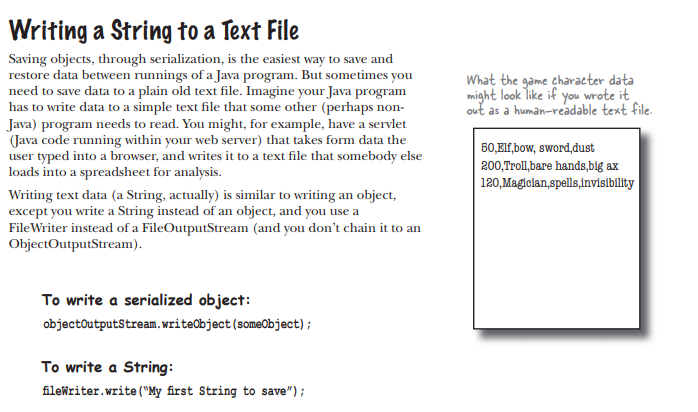 Writing a String to a Text File
Saving objects, through serialization, is the easiest way to save and
restore data between runnings of a Java program. But sometimes you
need to save data to a plain old text file. Imagine your Java program
has to write data to a simple text file that some other (perhaps non-
Java) program needs to read. You might, for example, have a servlet
(Java code running within your web server) that takes form data the
user typed into a browser, and writes it to a text file that somebody else
loads into a spreadsheet for analysis.
Writing text data (a String, actually) is similar to writing an object,
except you write a String instead of an object, and you use a
FileWriter instead of a FileOutputStream (and you don’t chain it to an
ObjectOutputStream).
What the game character data
might look like if you wrote it
out as a human-readable text file.
50,Elf,bow, sword,dust
200,Troll,bare hands,big ax
120,Magician,spells,invisibility
To write a serialized object:
objectOutputStream.writeObject(someObject);
To write a String:
fileWriter.write(“My first String to save”);